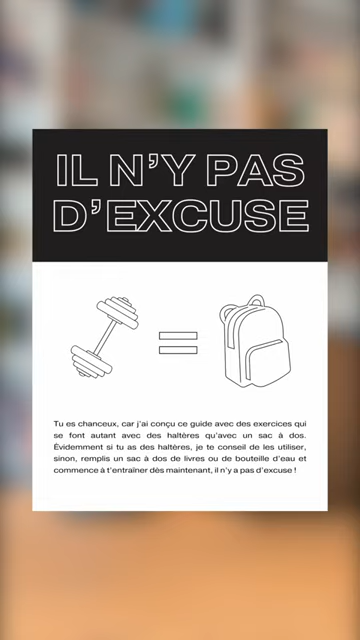 IL N’Y PAS
D’EXCUSE
Tu es chanceux, car j’ai conçu ce guide avec des exercices qui
se font autant avec des haltères qu’avec un sac à dos.
Évidemment si tu as des haltères, je te conseil de les utiliser,
sinon, remplis un sac à dos de livres ou de bouteille d’eau et
commence à t’entraîner dès maintenant, il n’y a pas d’excuse !